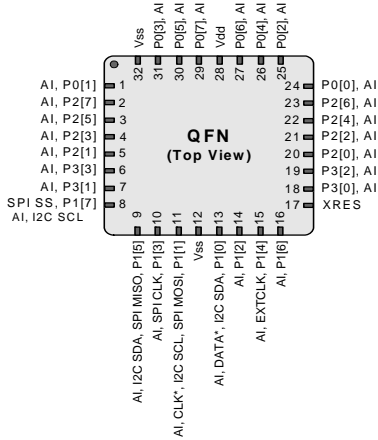 Vss
P0[3], AI
P0[5], AI
P0[7], AI
Vdd
P0[6], AI
P0[4], AI
P0[2], AI
32
31
30
29
28
27
26
25
AI, P0[1] 1
AI, P2[7] 2
AI, P2[5] 3
AI, P2[3] 4
AI, P2[1] 5
AI, P3[3] 6
AI, P3[1] 7
SPI SS, P1[7] 8
AI, I2C SCL
QFN
(Top View)
24 P0[0], AI
23 P2[6], AI
22 P2[4], AI
21 P2[2], AI
20 P2[0], AI
19 P3[2], AI
18 P3[0], AI
17 XRES
9
10
11
12
13
14
15
16
AI, I2C SDA, SPI MISO, P1[5]
AI, SPI CLK, P1[3]
AI, CLK*, I2C SCL, SPI MOSI, P1[1]
Vss
AI, DATA*, I2C SDA, P1[0]
AI, P1[2]
AI, EXTCLK, P1[4]
AI, P1[6]